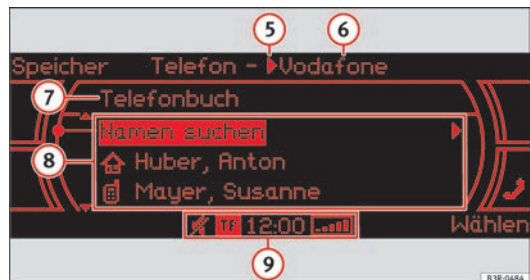 5 6
Speicher Telefon - Vodafone
7 Telefonbuch
Namen suchen
8 Huber, Anton
Mayer, Susanne
TP 12:00
Wählen
9
B3R-0484